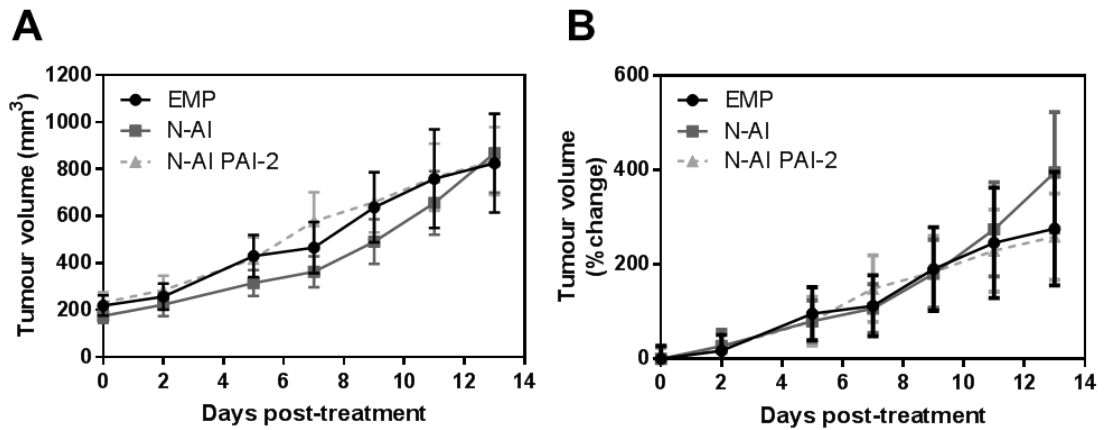 A
Tumour volume (mm3)
1200
1000
800
600
400
200
0
EMP
N-AI
N-AI PAI-2
0 2 4 6 8 10 12 14
Days post-treatment
B
Tumour volume
(% change)
600
400
200
0
EMP
N-AI
N-AI PAI-2
0 2 4 6 8 10 12 14
Days post-treatment